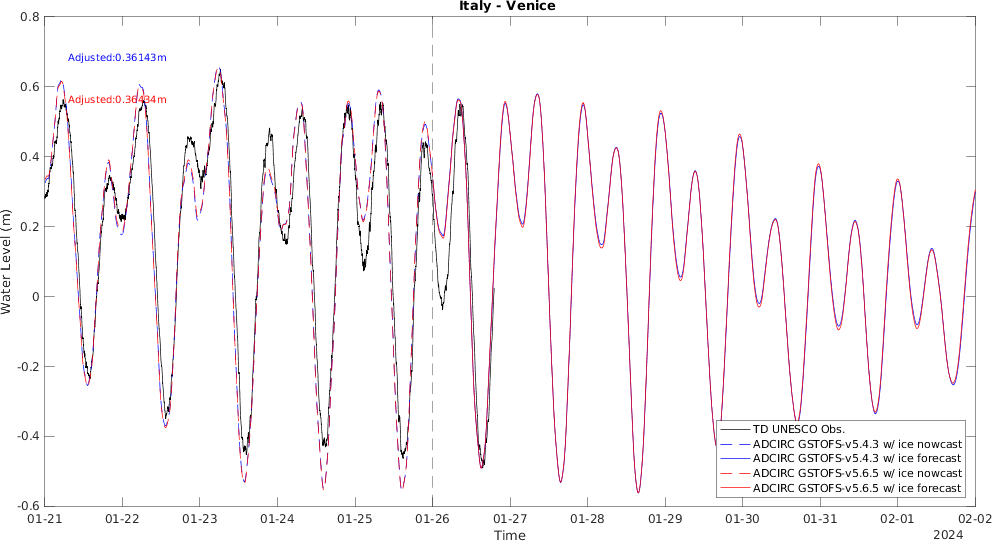 Italy - Venice
0.8
0.6
0.4
0.2
0
-0.2
-0.4
-0.6
Water Level (m)
Adjusted:0.36143m
Adjusted:0.36434m
TD UNESCO Obs.
ADCIRC GSTOFS-v5.4.3 w/ ice nowcast
ADCIRC GSTOFS-v5.4.3 w/ ice forecast
ADCIRC GSTOFS-v5.6.5 w/ ice nowcast
ADCIRC GSTOFS-v5.6.5 w/ ice forecast
01-21 01-22 01-23 01-24 01-25 01-26 01-27 01-28 01-29 01-30 01-31 02-01 02-02
Time
2024